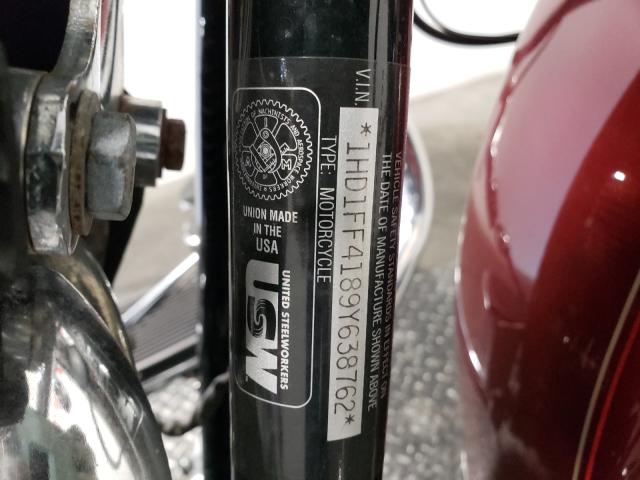 VEHICLE SAFETY STANDARDS IN EFFECT ON
THE DATE OF MANUFACTURE SHOWN ABOVE
V.I.N.
*1HD1FF4189Y638762*
TYPE: MOTORCYCLE
UNION MADE
IN THE
USA
UNITED STEELWORKERS
USW